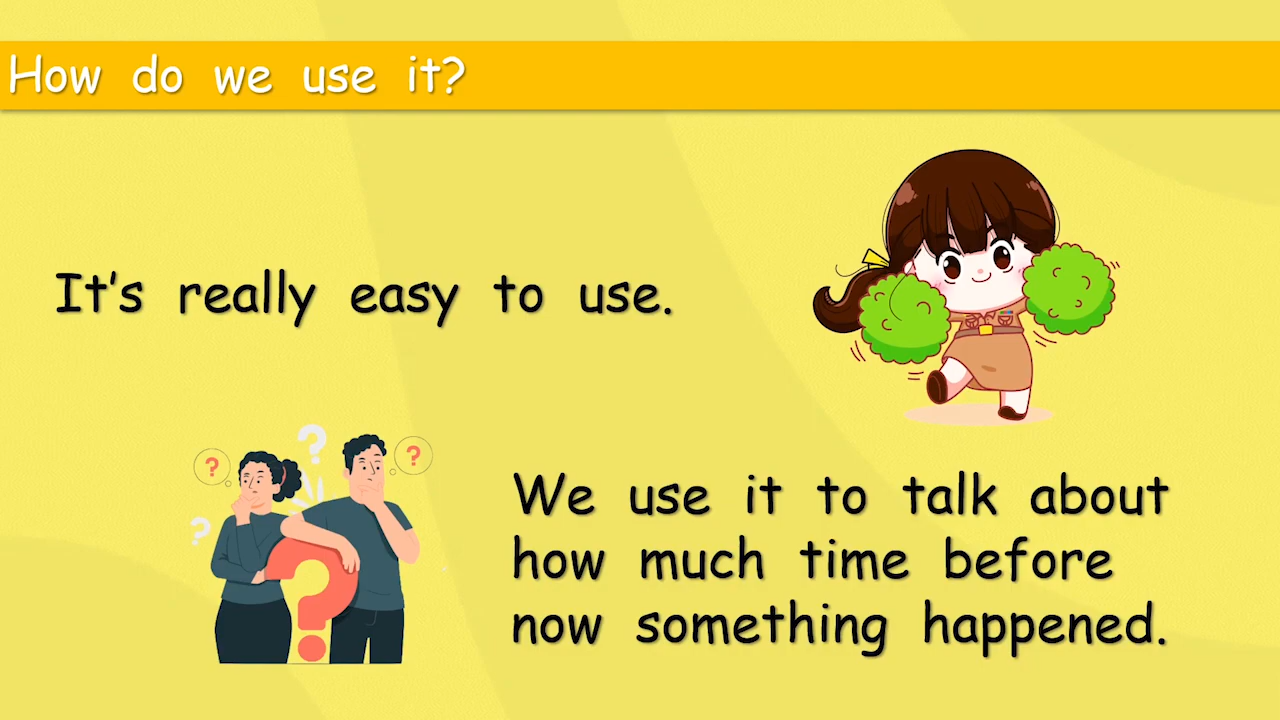 How do we use it?
It's really easy to use.
? ? ?
?
We use it to talk about
how much time before
now something happened.
?